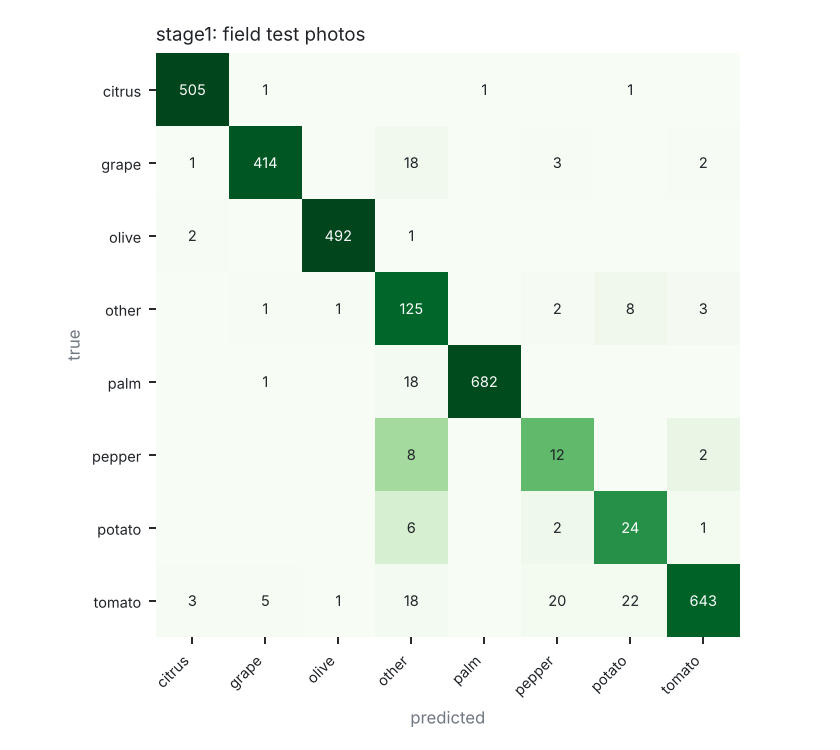 stage1: field test photos
citrus 505 1 1 1
grape 1 414 18 3 2
olive 2 492 1
other 1 1 125 2 8 3
true
palm 1 18 682
pepper 8 12 2
potato 6 2 24 1
tomato 3 5 1 18 20 22 643
citrus grape olive other palm pepper potato tomato
predicted